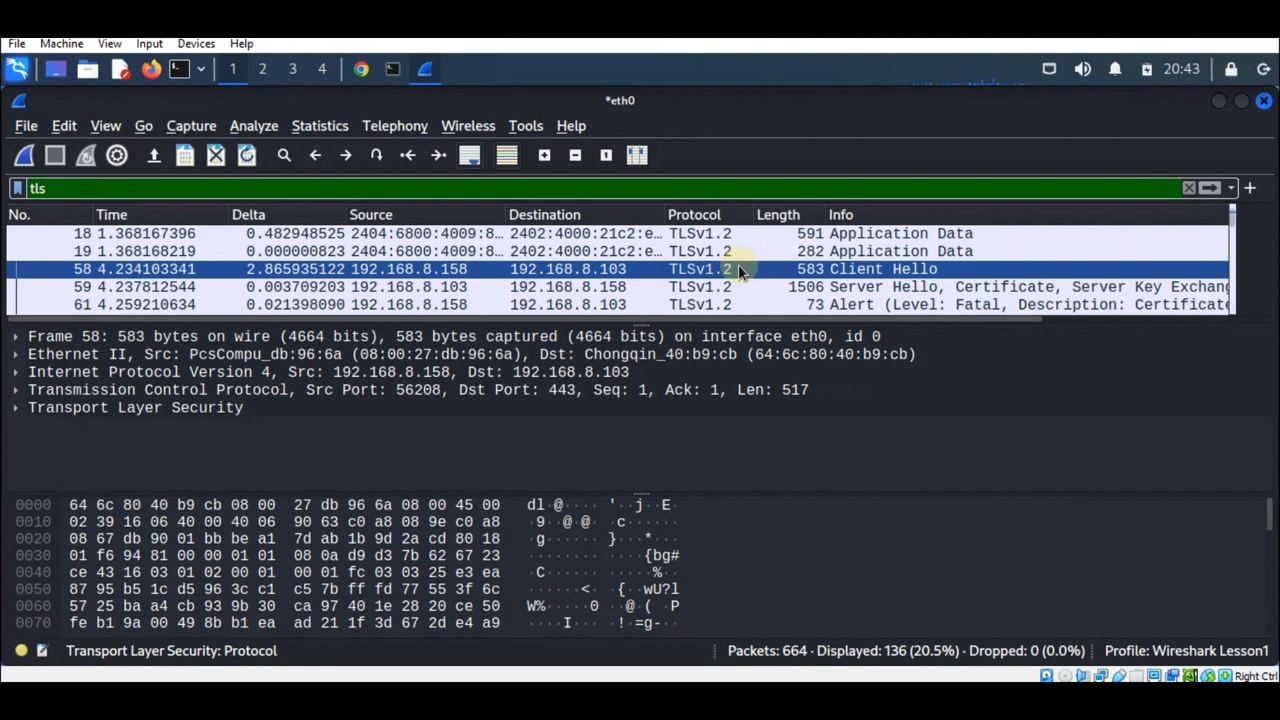 File Machine View Input Devices Help
1 2 3 4 20:43
*eth0
File Edit View Go Capture Analyze Statistics Telephony Wireless Tools Help
tls
No. Time Delta Source Destination Protocol Length Info
18 1.368167396 0.482948525 2404:6800:4009:8… 2402:4000:21c2:e… TLSv1.2 591 Application Data
19 1.368168219 0.000000823 2404:6800:4009:8… 2402:4000:21c2:e… TLSv1.2 282 Application Data
58 4.234103341 2.865935122 192.168.8.158 192.168.8.103 TLSv1.2 583 Client Hello
59 4.237812544 0.003709203 192.168.8.103 192.168.8.158 TLSv1.2 1506 Server Hello, Certificate, Server Key Exchang
61 4.259210634 0.021398090 192.168.8.158 192.168.8.103 TLSv1.2 73 Alert (Level: Fatal, Description: Certificate
Frame 58: 583 bytes on wire (4664 bits), 583 bytes captured (4664 bits) on interface eth0, id 0
Ethernet II, Src: PcsCompu_db:96:6a (08:00:27:db:96:6a), Dst: Chongqin_40:b9:cb (64:6c:80:40:b9:cb)
Internet Protocol Version 4, Src: 192.168.8.158, Dst: 192.168.8.103
Transmission Control Protocol, Src Port: 56208, Dst Port: 443, Seq: 1, Ack: 1, Len: 517
Transport Layer Security
0000 64 6c 80 40 b9 cb 08 00 27 db 96 6a 08 00 45 00 dl·@···· '··j··E·
0010 02 39 16 06 40 00 40 06 90 63 c0 a8 08 9e c0 a8 ·9··@·@· ·c······
0020 08 67 db 90 01 bb be a1 7d ab 1b 9d 2a cd 80 18 ·g······ }···*···
0030 01 f6 94 81 00 00 01 01 08 0a d9 d3 7b 62 67 23 ········ ····{bg#
0040 ce 43 16 03 01 02 00 01 00 01 fc 03 03 25 e3 ea ·C······ ·····%··
0050 87 95 b5 1c d5 96 3c c1 c5 7b ff fd 77 55 3f 6c ······<· ·{··wU?l
0060 57 25 ba a4 cb 93 9b 30 ca 97 40 1e 28 20 ce 50 W%·····0 ··@·( ·P
0070 fe b1 9a 00 49 8b b1 ea ad 21 1f 3d 67 2d e4 a9 ····I··· ·!·=g-··
Transport Layer Security: Protocol Packets: 664 · Displayed: 136 (20.5%) · Dropped: 0 (0.0%) Profile: Wireshark Lesson1
Right Ctrl